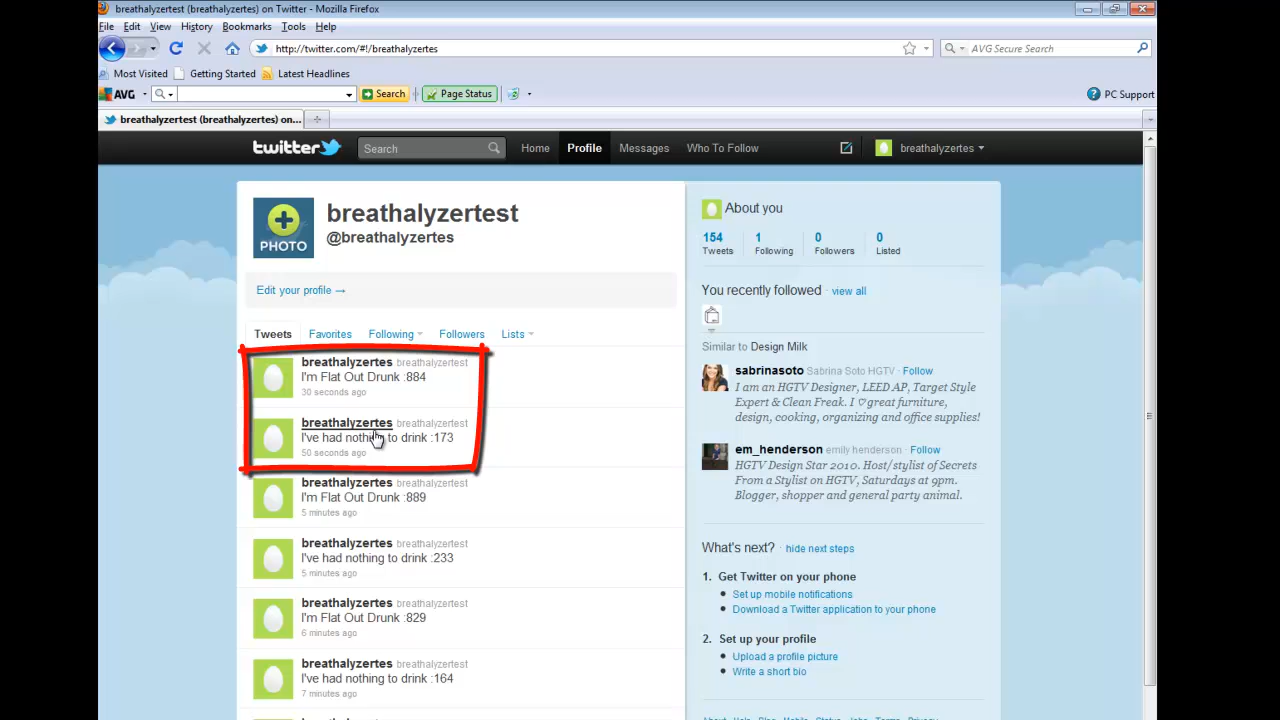 breathalyzertest (breathalyzertes) on Twitter - Mozilla Firefox
File Edit View History Bookmarks Tools Help
http://twitter.com/#!/breathalyzertes
AVG Secure Search
Most Visited Getting Started Latest Headlines
AVG Search Page Status PC Support
breathalyzertest (breathalyzertes) on...
twitter Search Home Profile Messages Who To Follow breathalyzertes
PHOTO
breathalyzertest
@breathalyzertes
Edit your profile →
Tweets Favorites Following Followers Lists
breathalyzertes breathalyzertest
I'm Flat Out Drunk :884
30 seconds ago
breathalyzertes breathalyzertest
I've had nothing to drink :173
50 seconds ago
breathalyzertes breathalyzertest
I'm Flat Out Drunk :889
5 minutes ago
breathalyzertes breathalyzertest
I've had nothing to drink :233
5 minutes ago
breathalyzertes breathalyzertest
I'm Flat Out Drunk :829
6 minutes ago
breathalyzertes breathalyzertest
I've had nothing to drink :164
7 minutes ago
About you
154 1 0 0
Tweets Following Followers Listed
You recently followed · view all
Similar to Design Milk
sabrinasoto Sabrina Soto HGTV · Follow
I am an HGTV Designer, LEED AP, Target Style
Expert & Clean Freak. I ♡ great furniture,
design, cooking, organizing and office supplies!
em_henderson emily henderson · Follow
HGTV Design Star 2010. Host/stylist of Secrets
From a Stylist on HGTV, Saturdays at 9pm.
Blogger, shopper and general party animal.
What's next? · hide next steps
1. Get Twitter on your phone
Set up mobile notifications
Download a Twitter application to your phone
2. Set up your profile
Upload a profile picture
Write a short bio